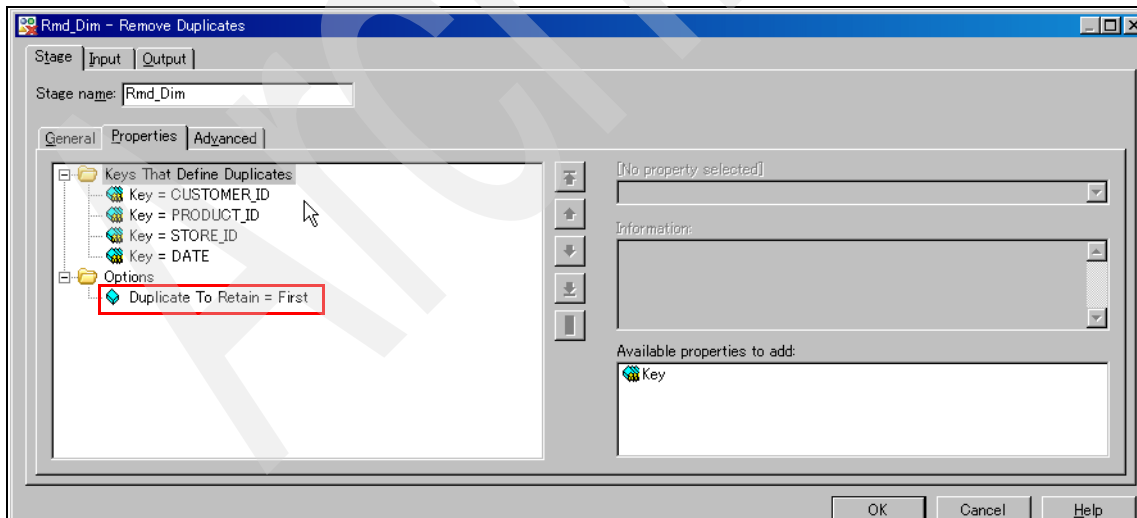 Rmd_Dim - Remove Duplicates
Stage Input Output
Stage name: Rmd_Dim
General Properties Advanced
Keys That Define Duplicates
Key = CUSTOMER_ID
Key = PRODUCT_ID
Key = STORE_ID
Key = DATE
Options
Duplicate To Retain = First
[No property selected]
Information:
Available properties to add:
Key
OK Cancel Help